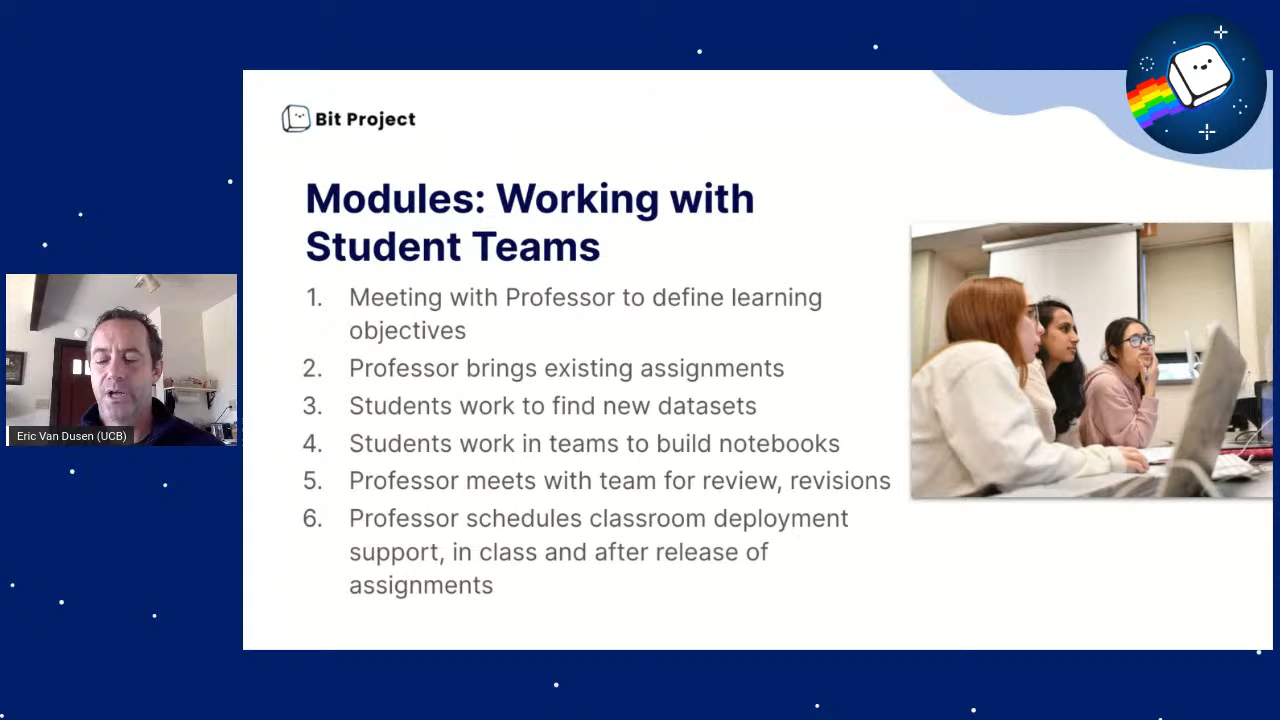 Bit Project
Modules: Working with
Student Teams
1. Meeting with Professor to define learning
objectives
2. Professor brings existing assignments
3. Students work to find new datasets
4. Students work in teams to build notebooks
5. Professor meets with team for review, revisions
6. Professor schedules classroom deployment
support, in class and after release of
assignments
Eric Van Dusen (UCB)